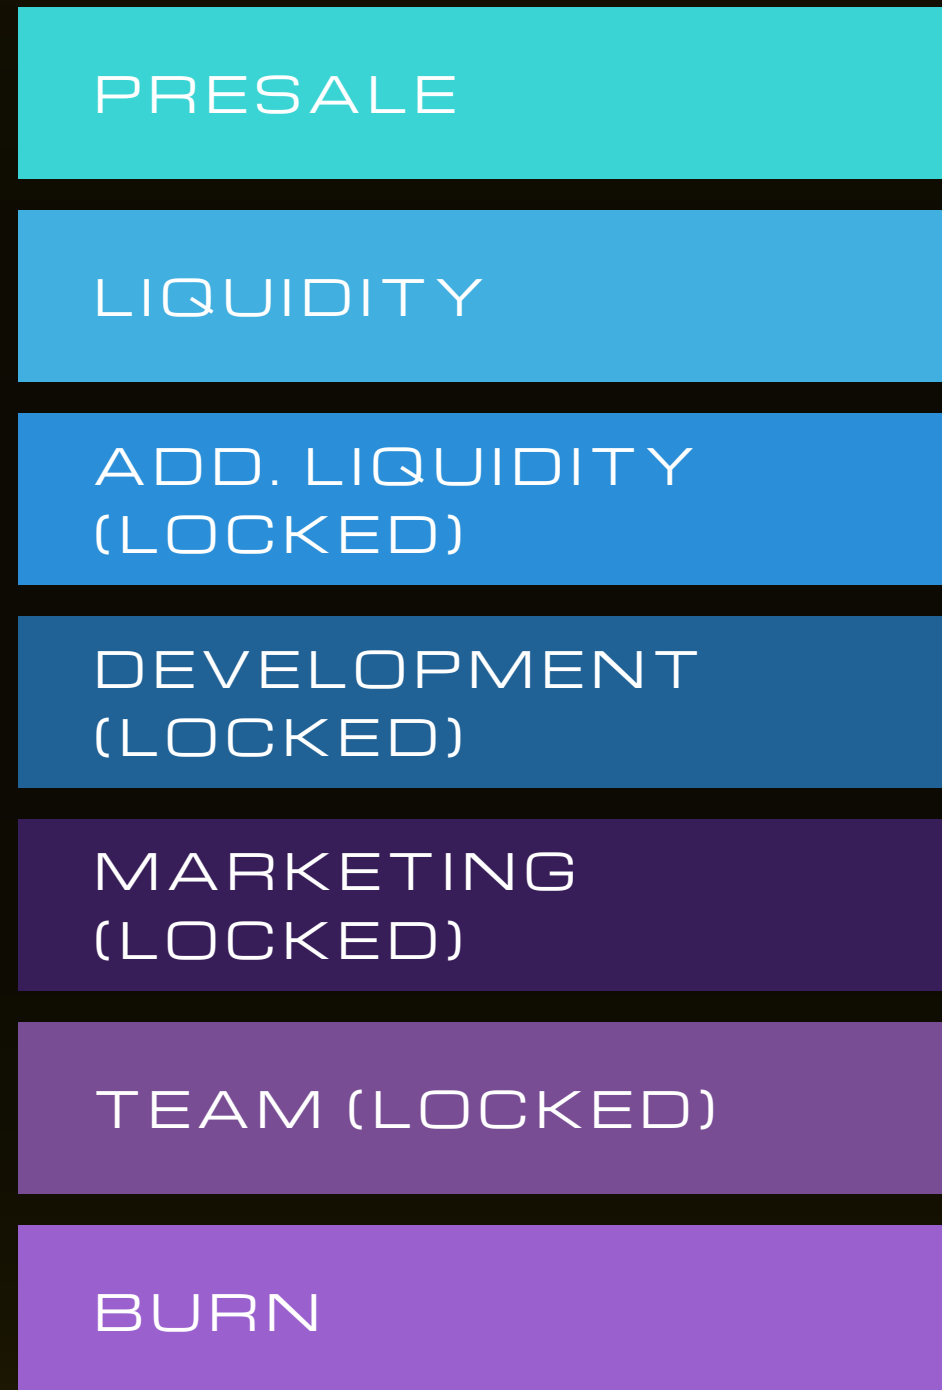 PRESALE
LIQUIDITY
ADD. LIQUIDITY
(LOCKED)
DEVELOPMENT
(LOCKED)
MARKETING
(LOCKED)
TEAM (LOCKED)
BURN